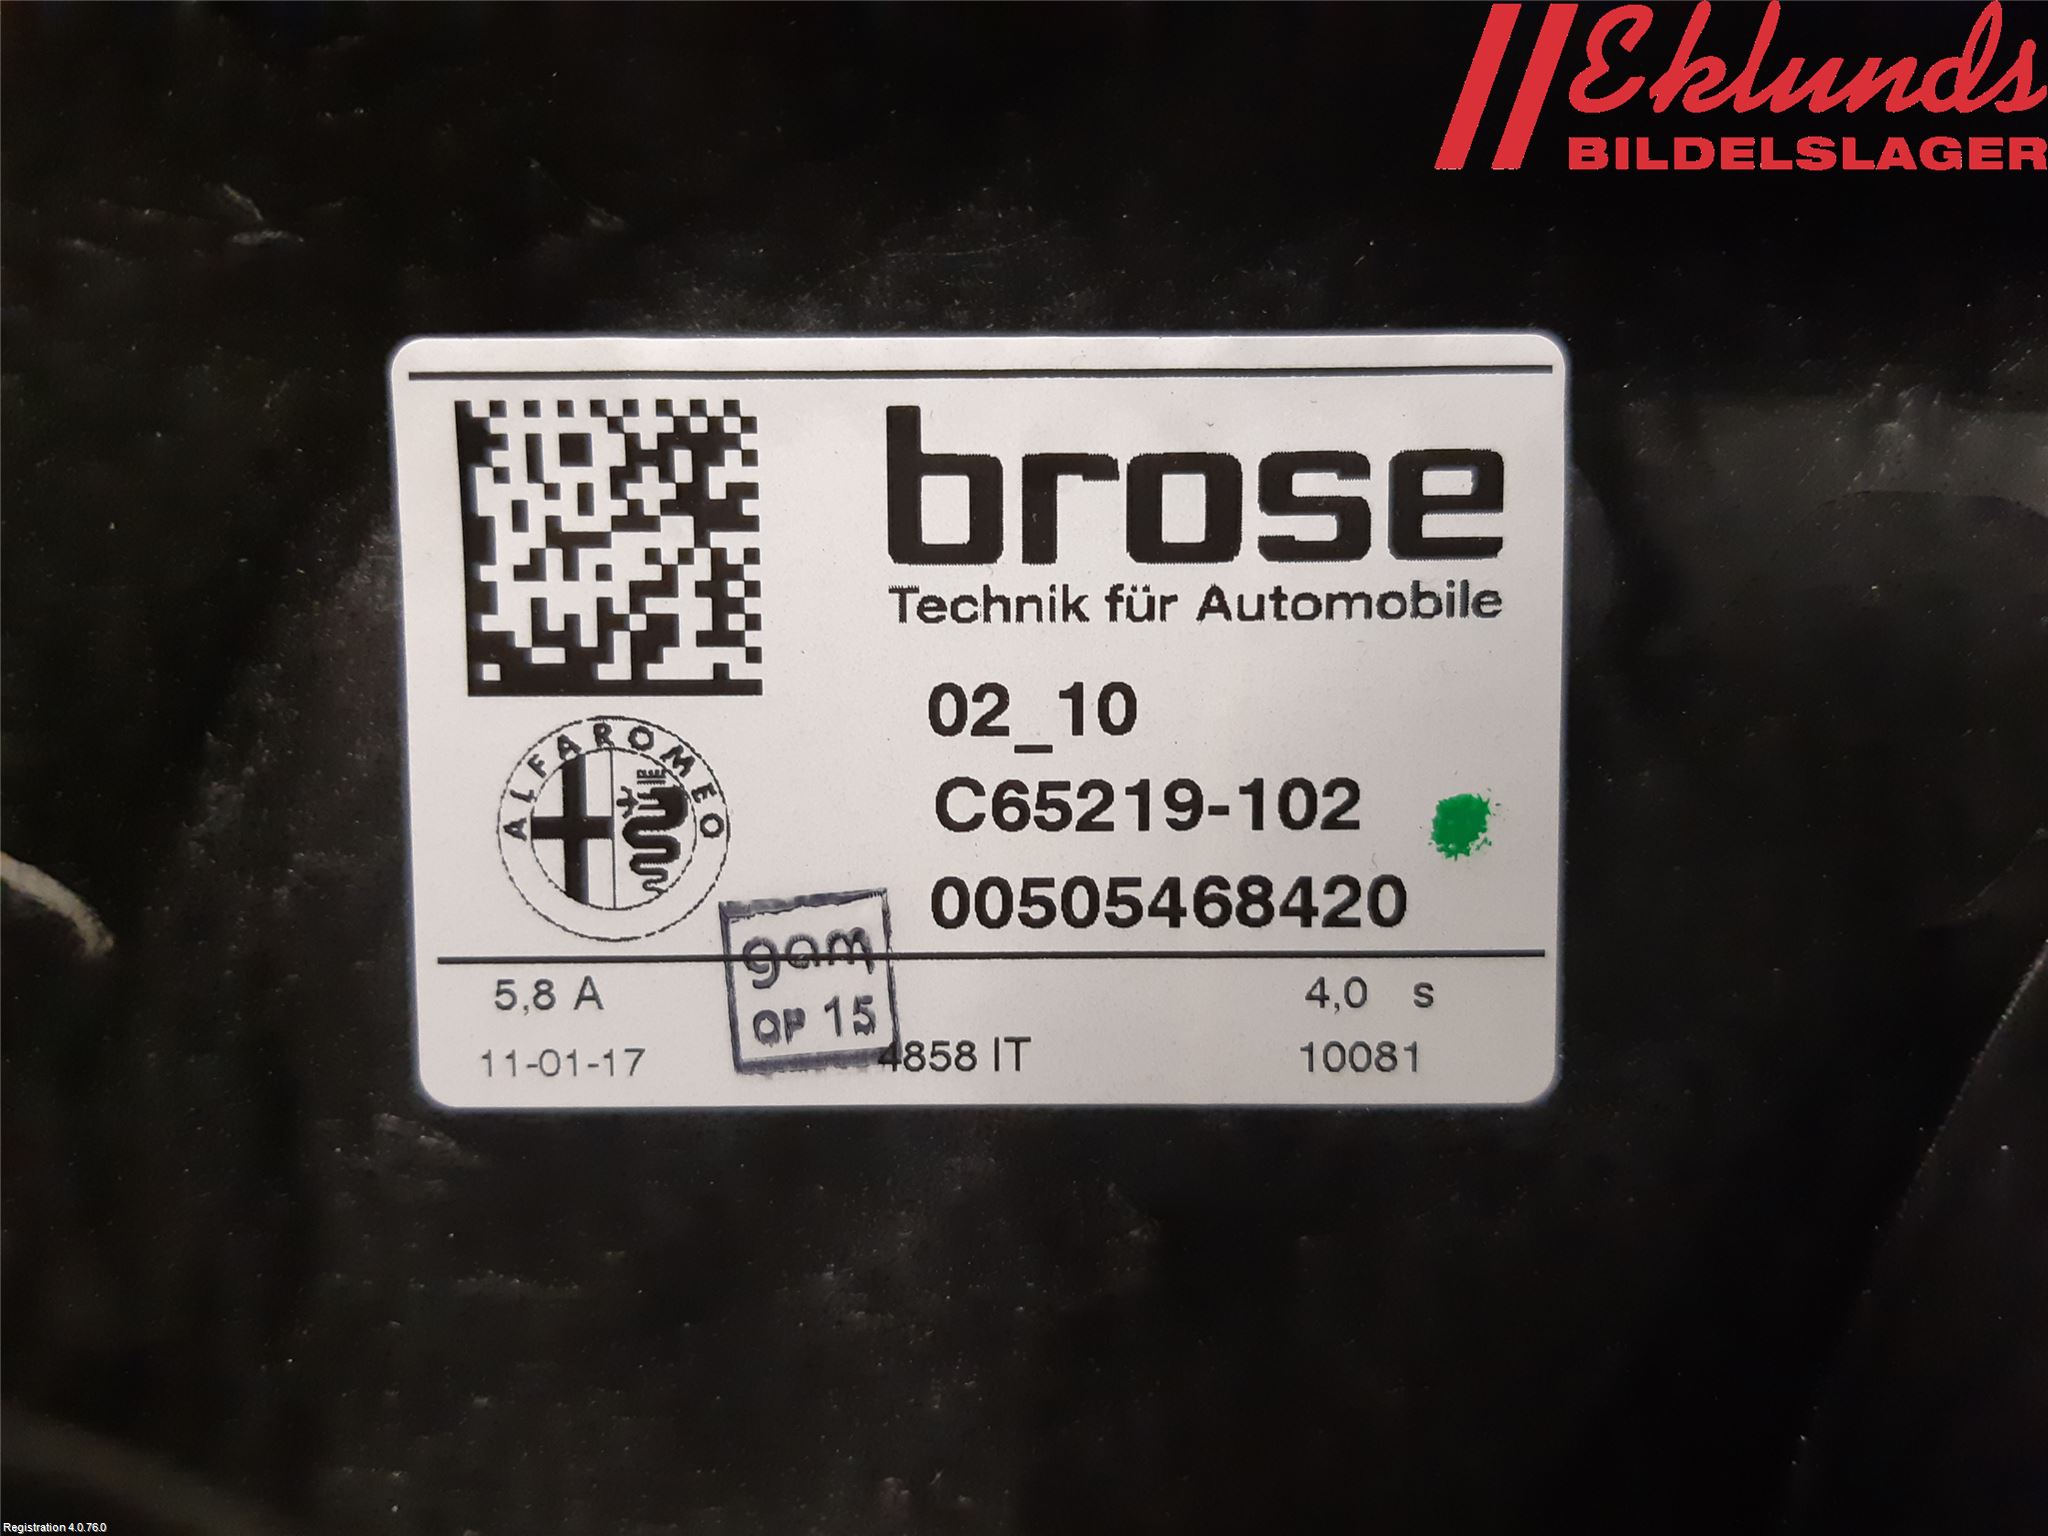 Eklunds
BILDELSLAGER
brose
Technik für Automobile
02_10
C65219-102
00505468420
ALFA ROMEO
gam
OP 15
5,8 A
4,0 s
11-01-17
4858 IT
10081
Registration 4.0.76.0